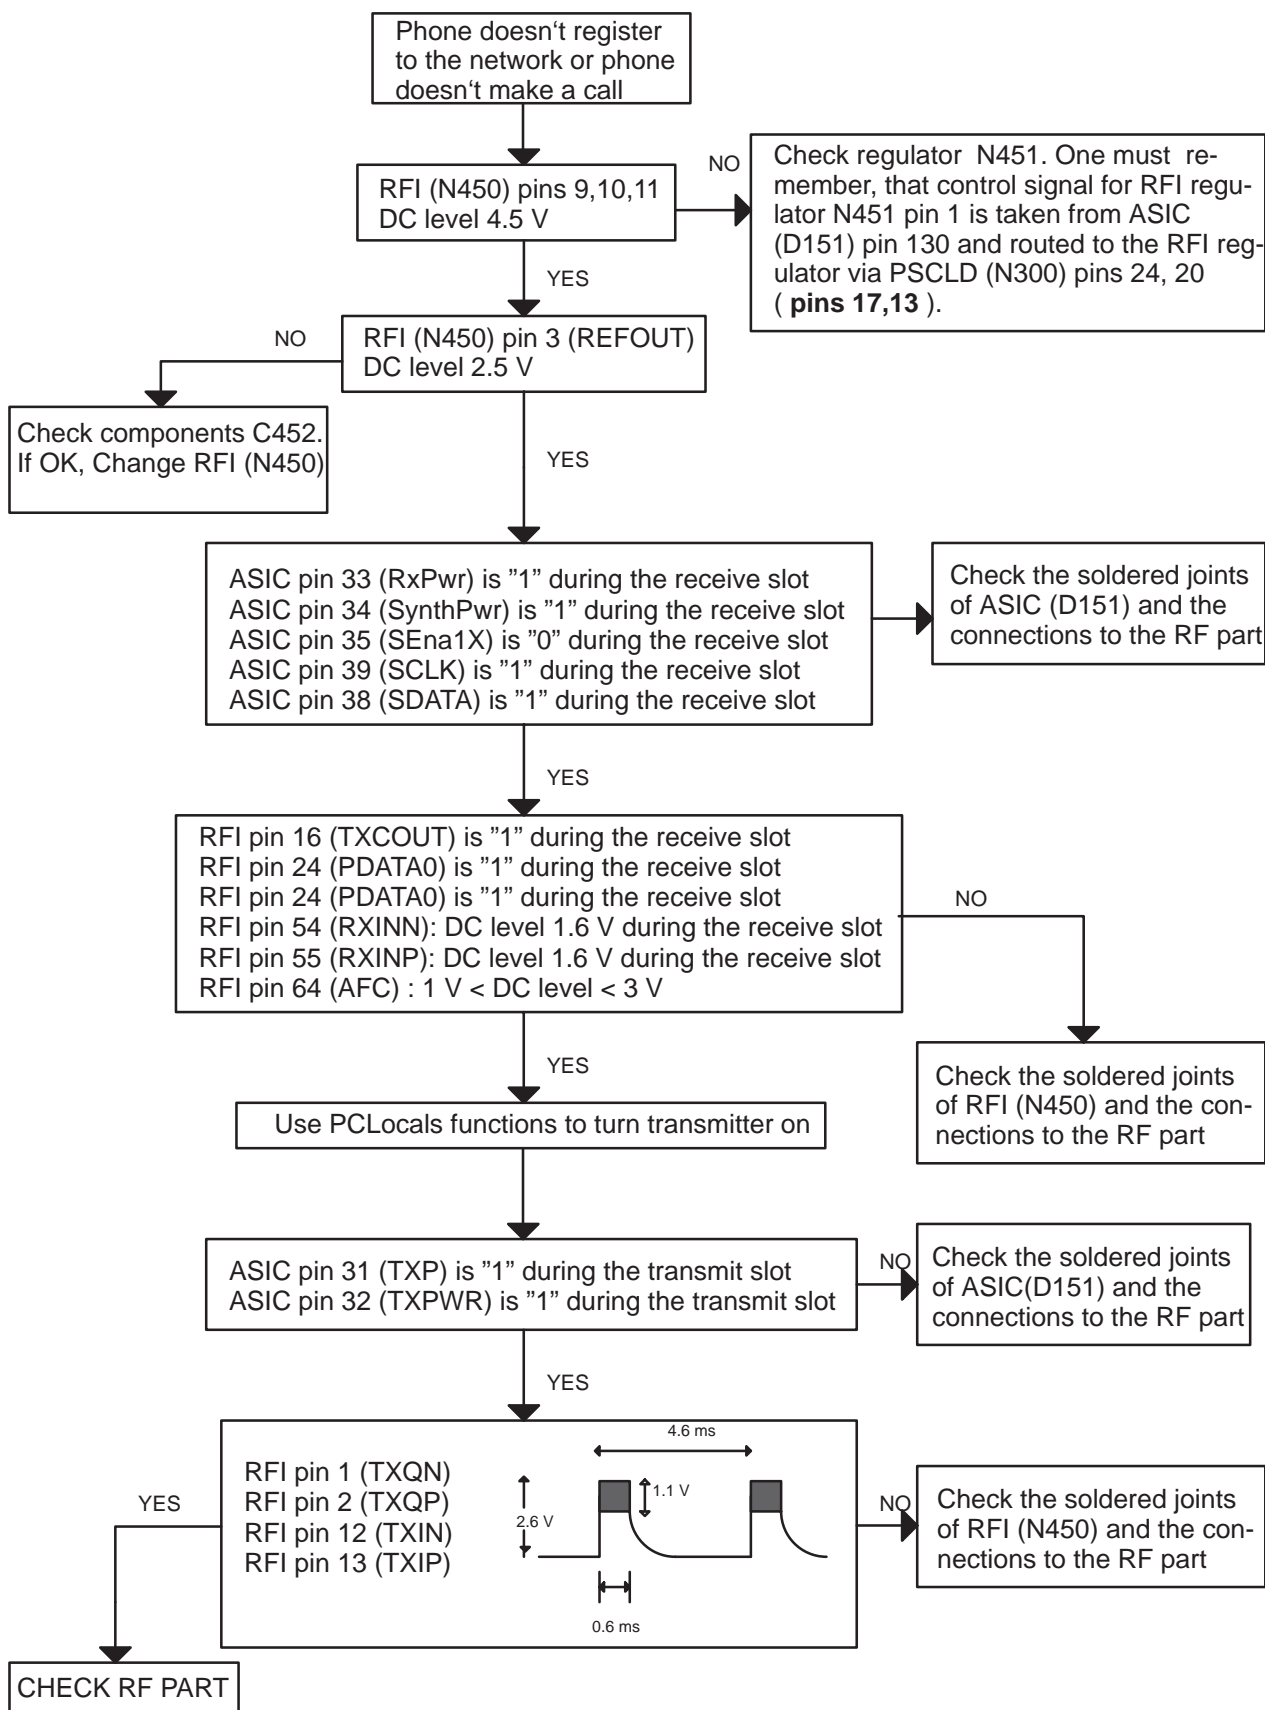 Phone doesn‘t register
to the network or phone
doesn‘t make a call
RFI (N450) pins 9,10,11
DC level 4.5 V
NO
Check regulator N451. One must re-
member, that control signal for RFI regu-
lator N451 pin 1 is taken from ASIC
(D151) pin 130 and routed to the RFI reg-
ulator via PSCLD (N300) pins 24, 20
( pins 17,13 ).
YES
NO
RFI (N450) pin 3 (REFOUT)
DC level 2.5 V
Check components C452.
If OK, Change RFI (N450)
YES
ASIC pin 33 (RxPwr) is ”1” during the receive slot
ASIC pin 34 (SynthPwr) is ”1” during the receive slot
ASIC pin 35 (SEna1X) is ”0” during the receive slot
ASIC pin 39 (SCLK) is ”1” during the receive slot
ASIC pin 38 (SDATA) is ”1” during the receive slot
Check the soldered joints
of ASIC (D151) and the
connections to the RF part
YES
RFI pin 16 (TXCOUT) is ”1” during the receive slot
RFI pin 24 (PDATA0) is ”1” during the receive slot
RFI pin 24 (PDATA0) is ”1” during the receive slot
RFI pin 54 (RXINN): DC level 1.6 V during the receive slot
RFI pin 55 (RXINP): DC level 1.6 V during the receive slot
RFI pin 64 (AFC) : 1 V < DC level < 3 V
NO
Check the soldered joints
of RFI (N450) and the con-
nections to the RF part
YES
Use PCLocals functions to turn transmitter on
ASIC pin 31 (TXP) is ”1” during the transmit slot
ASIC pin 32 (TXPWR) is ”1” during the transmit slot
NO
Check the soldered joints
of ASIC(D151) and the
connections to the RF part
YES
RFI pin 1 (TXQN)
RFI pin 2 (TXQP)
RFI pin 12 (TXIN)
RFI pin 13 (TXIP)
4.6 ms
1.1 V
2.6 V
0.6 ms
NO
Check the soldered joints
of RFI (N450) and the con-
nections to the RF part
YES
CHECK RF PART